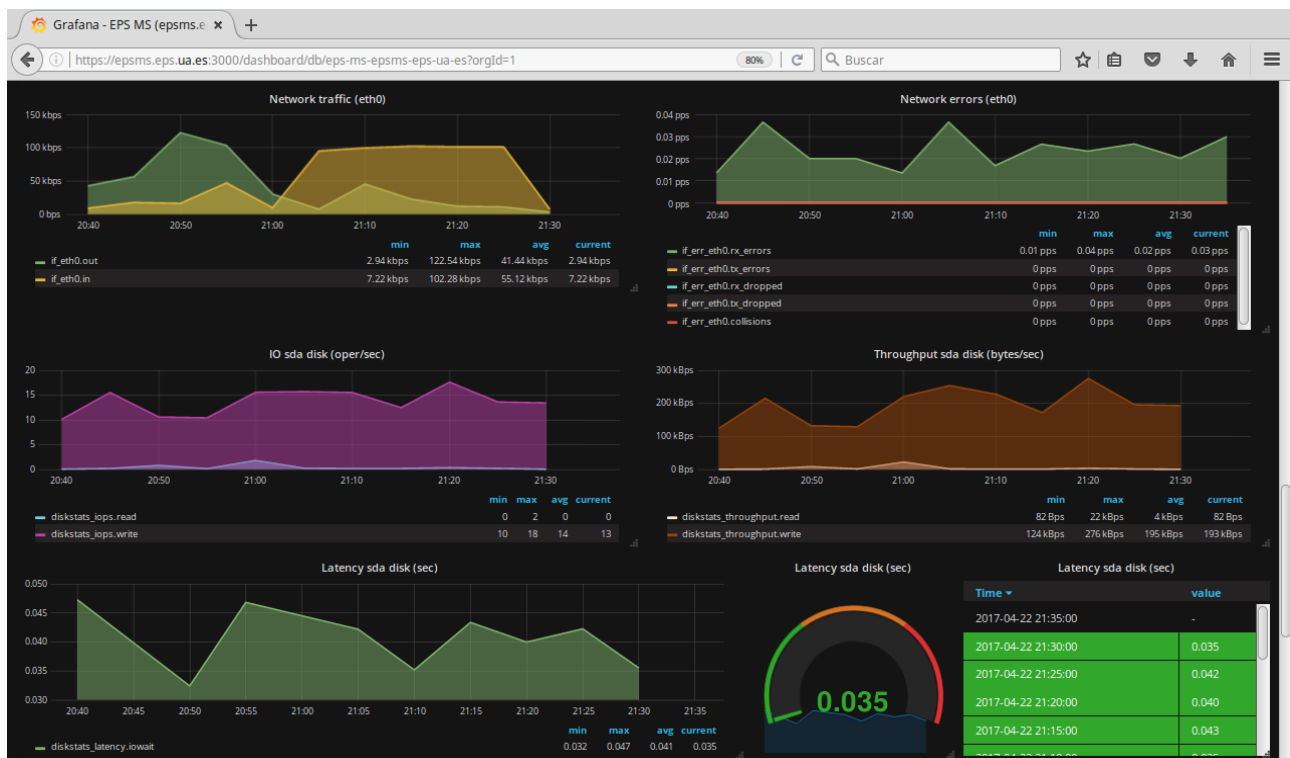 Grafana - EPS MS (epsms.e
https://epsms.eps.ua.es:3000/dashboard/db/eps-ms-epsms-eps-ua-es?orgId=1
80%
Buscar
Network traffic (eth0)
150 kbps
100 kbps
50 kbps
0 bps
20:40 20:50 21:00 21:10 21:20 21:30
min max avg current
if_eth0.out 2.94 kbps 122.54 kbps 41.44 kbps 2.94 kbps
if_eth0.in 7.22 kbps 102.28 kbps 55.12 kbps 7.22 kbps
Network errors (eth0)
0.04 pps
0.03 pps
0.02 pps
0.01 pps
0 pps
20:40 20:50 21:00 21:10 21:20 21:30
min max avg current
if_err_eth0.rx_errors 0.01 pps 0.04 pps 0.02 pps 0.03 pps
if_err_eth0.tx_errors 0 pps 0 pps 0 pps 0 pps
if_err_eth0.rx_dropped 0 pps 0 pps 0 pps 0 pps
if_err_eth0.tx_dropped 0 pps 0 pps 0 pps 0 pps
if_err_eth0.collisions 0 pps 0 pps 0 pps 0 pps
IO sda disk (oper/sec)
20
15
10
5
0
20:40 20:50 21:00 21:10 21:20 21:30
min max avg current
diskstats_iops.read 0 2 0 0
diskstats_iops.write 10 18 14 13
Throughput sda disk (bytes/sec)
300 kBps
200 kBps
100 kBps
0 Bps
20:40 20:50 21:00 21:10 21:20 21:30
min max avg current
diskstats_throughput.read 82 Bps 22 kBps 4 kBps 82 Bps
diskstats_throughput.write 124 kBps 276 kBps 195 kBps 193 kBps
Latency sda disk (sec)
0.050
0.045
0.040
0.035
0.030
20:40 20:45 20:50 20:55 21:00 21:05 21:10 21:15 21:20 21:25 21:30 21:35
min max avg current
diskstats_latency.iowait 0.032 0.047 0.041 0.035
Latency sda disk (sec)
0.035
Latency sda disk (sec)
Time value
2017-04-22 21:35:00 -
2017-04-22 21:30:00 0.035
2017-04-22 21:25:00 0.042
2017-04-22 21:20:00 0.040
2017-04-22 21:15:00 0.043